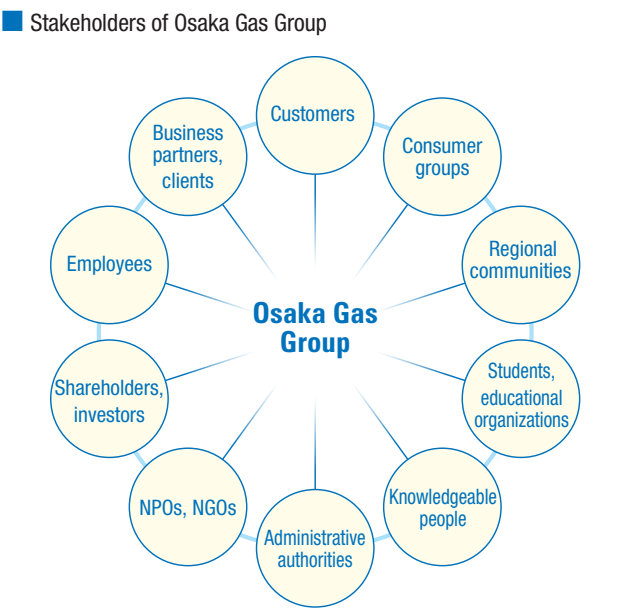 Stakeholders of Osaka Gas Group
Customers
Consumer
groups
Regional
communities
Students,
educational
organizations
Knowledgeable
people
Administrative
authorities
NPOs, NGOs
Shareholders,
investors
Employees
Business
partners,
clients
Osaka Gas
Group